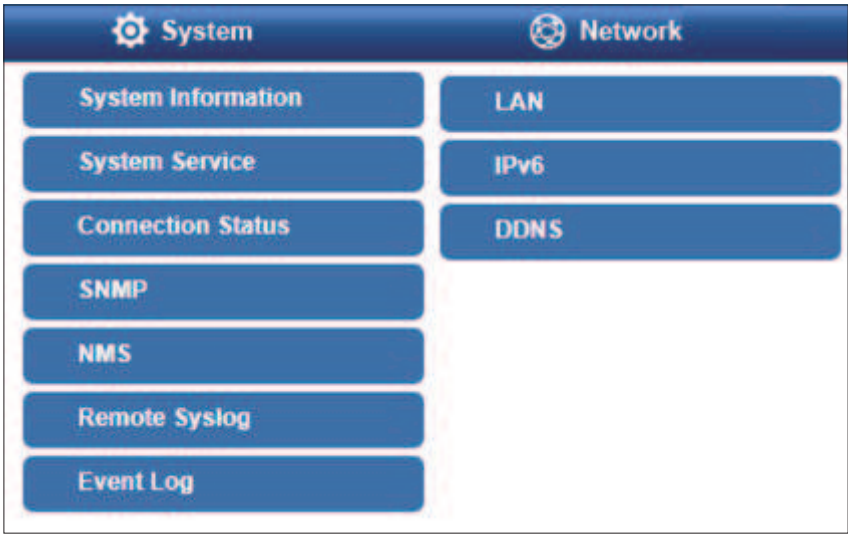 System
Network
System Information
LAN
System Service
IPv6
Connection Status
DDNS
SNMP
NMS
Remote Syslog
Event Log